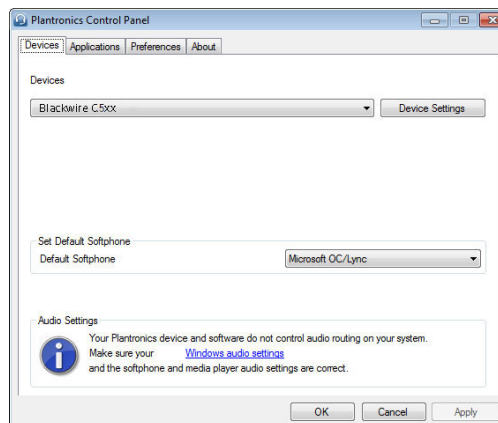 Plantronics Control Panel
Devices Applications Preferences About
Devices
Blackwire C5xx Device Settings
Set Default Softphone
Default Softphone Microsoft OC/Lync
Audio Settings
Your Plantronics device and software do not control audio routing on your system.
Make sure your Windows audio settings
and the softphone and media player audio settings are correct.
OK Cancel Apply